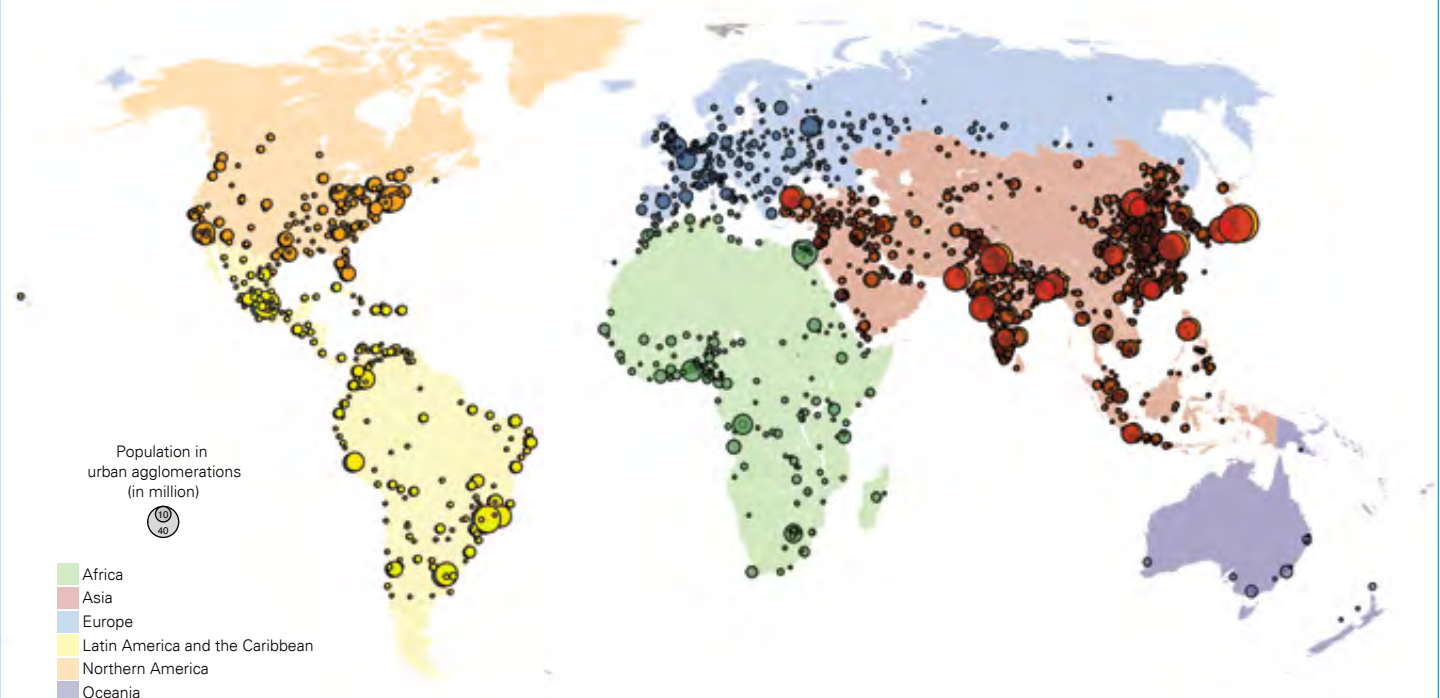 Population in
urban agglomerations
(in million)
10
40
Africa
Asia
Europe
Latin America and the Caribbean
Northern America
Oceania